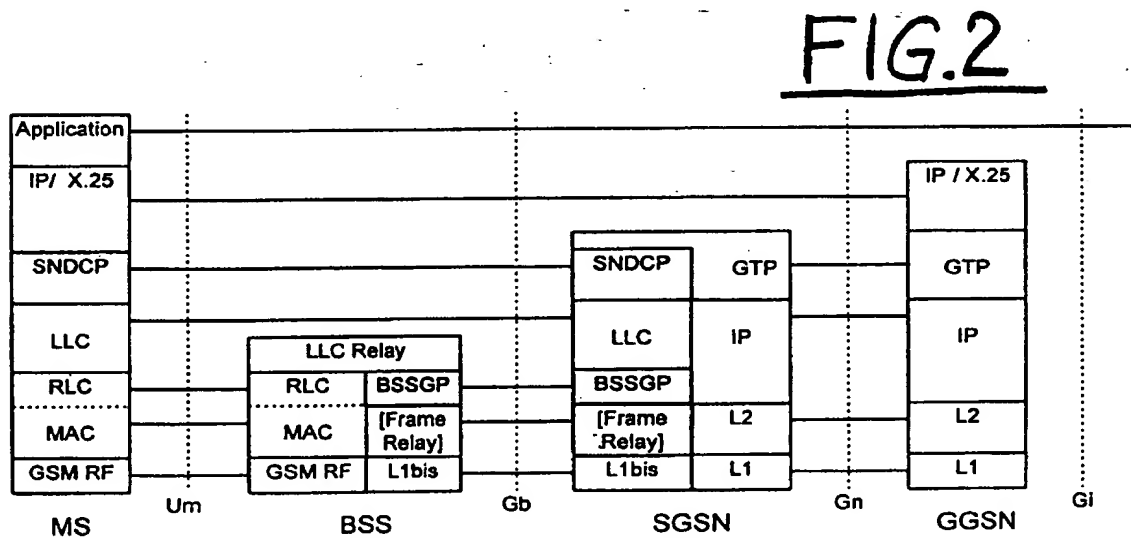 FIG.2
Application
IP/ X.25
SNDCP
LLC
RLC
MAC
GSM RF
MS
Um
LLC Relay
RLC
BSSGP
MAC
[Frame
Relay]
GSM RF
L1bis
BSS
Gb
SNDCP
GTP
LLC
IP
BSSGP
[Frame
Relay]
L2
L1bis
L1
SGSN
Gn
IP / X.25
GTP
IP
L2
L1
GGSN
Gi